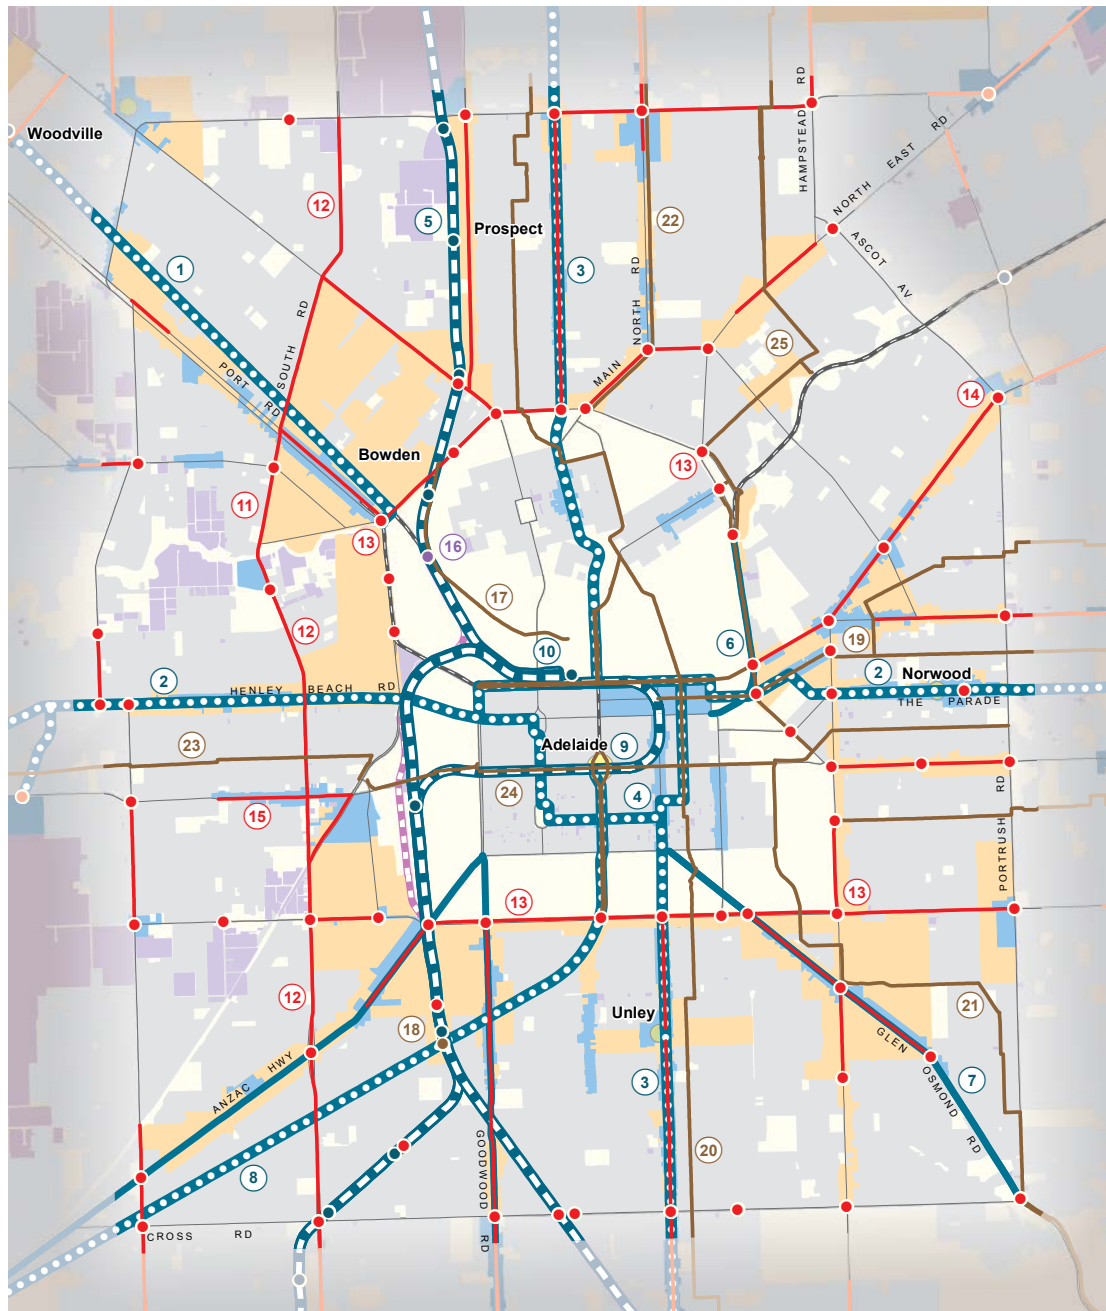 HAMPSTEAD RD
NORTH EAST RD
Woodville
12
5
22
Prospect
ASCOT AV
1
3
MAIN NORTH RD
SOUTH RD
25
PORT RD
14
Bowden
13
11
13
16
17
12
6
19
10
2
2
Norwood
HENLEY BEACH RD
THE PARADE
23
Adelaide
9
24
4
15
PORTRUSH RD
13
13
12
Unley
18
21
GLEN OSMOND RD
ANZAC HWY
3
7
GOODWOOD RD
20
8
CROSS RD